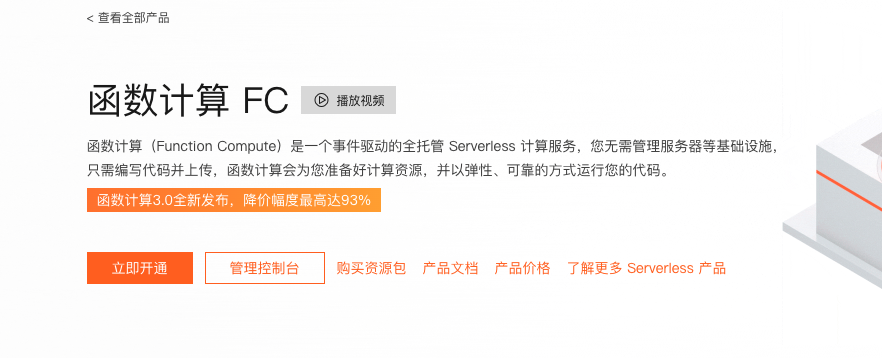 < 查看全部产品
函数计算 FC 播放视频
函数计算（Function Compute）是一个事件驱动的全托管 Serverless 计算服务，您无需管理服务器等基础设施，
只需编写代码并上传，函数计算会为您准备好计算资源，并以弹性、可靠的方式运行您的代码。
函数计算3.0全新发布，降价幅度最高达93%
立即开通 管理控制台 购买资源包 产品文档 产品价格 了解更多 Serverless 产品